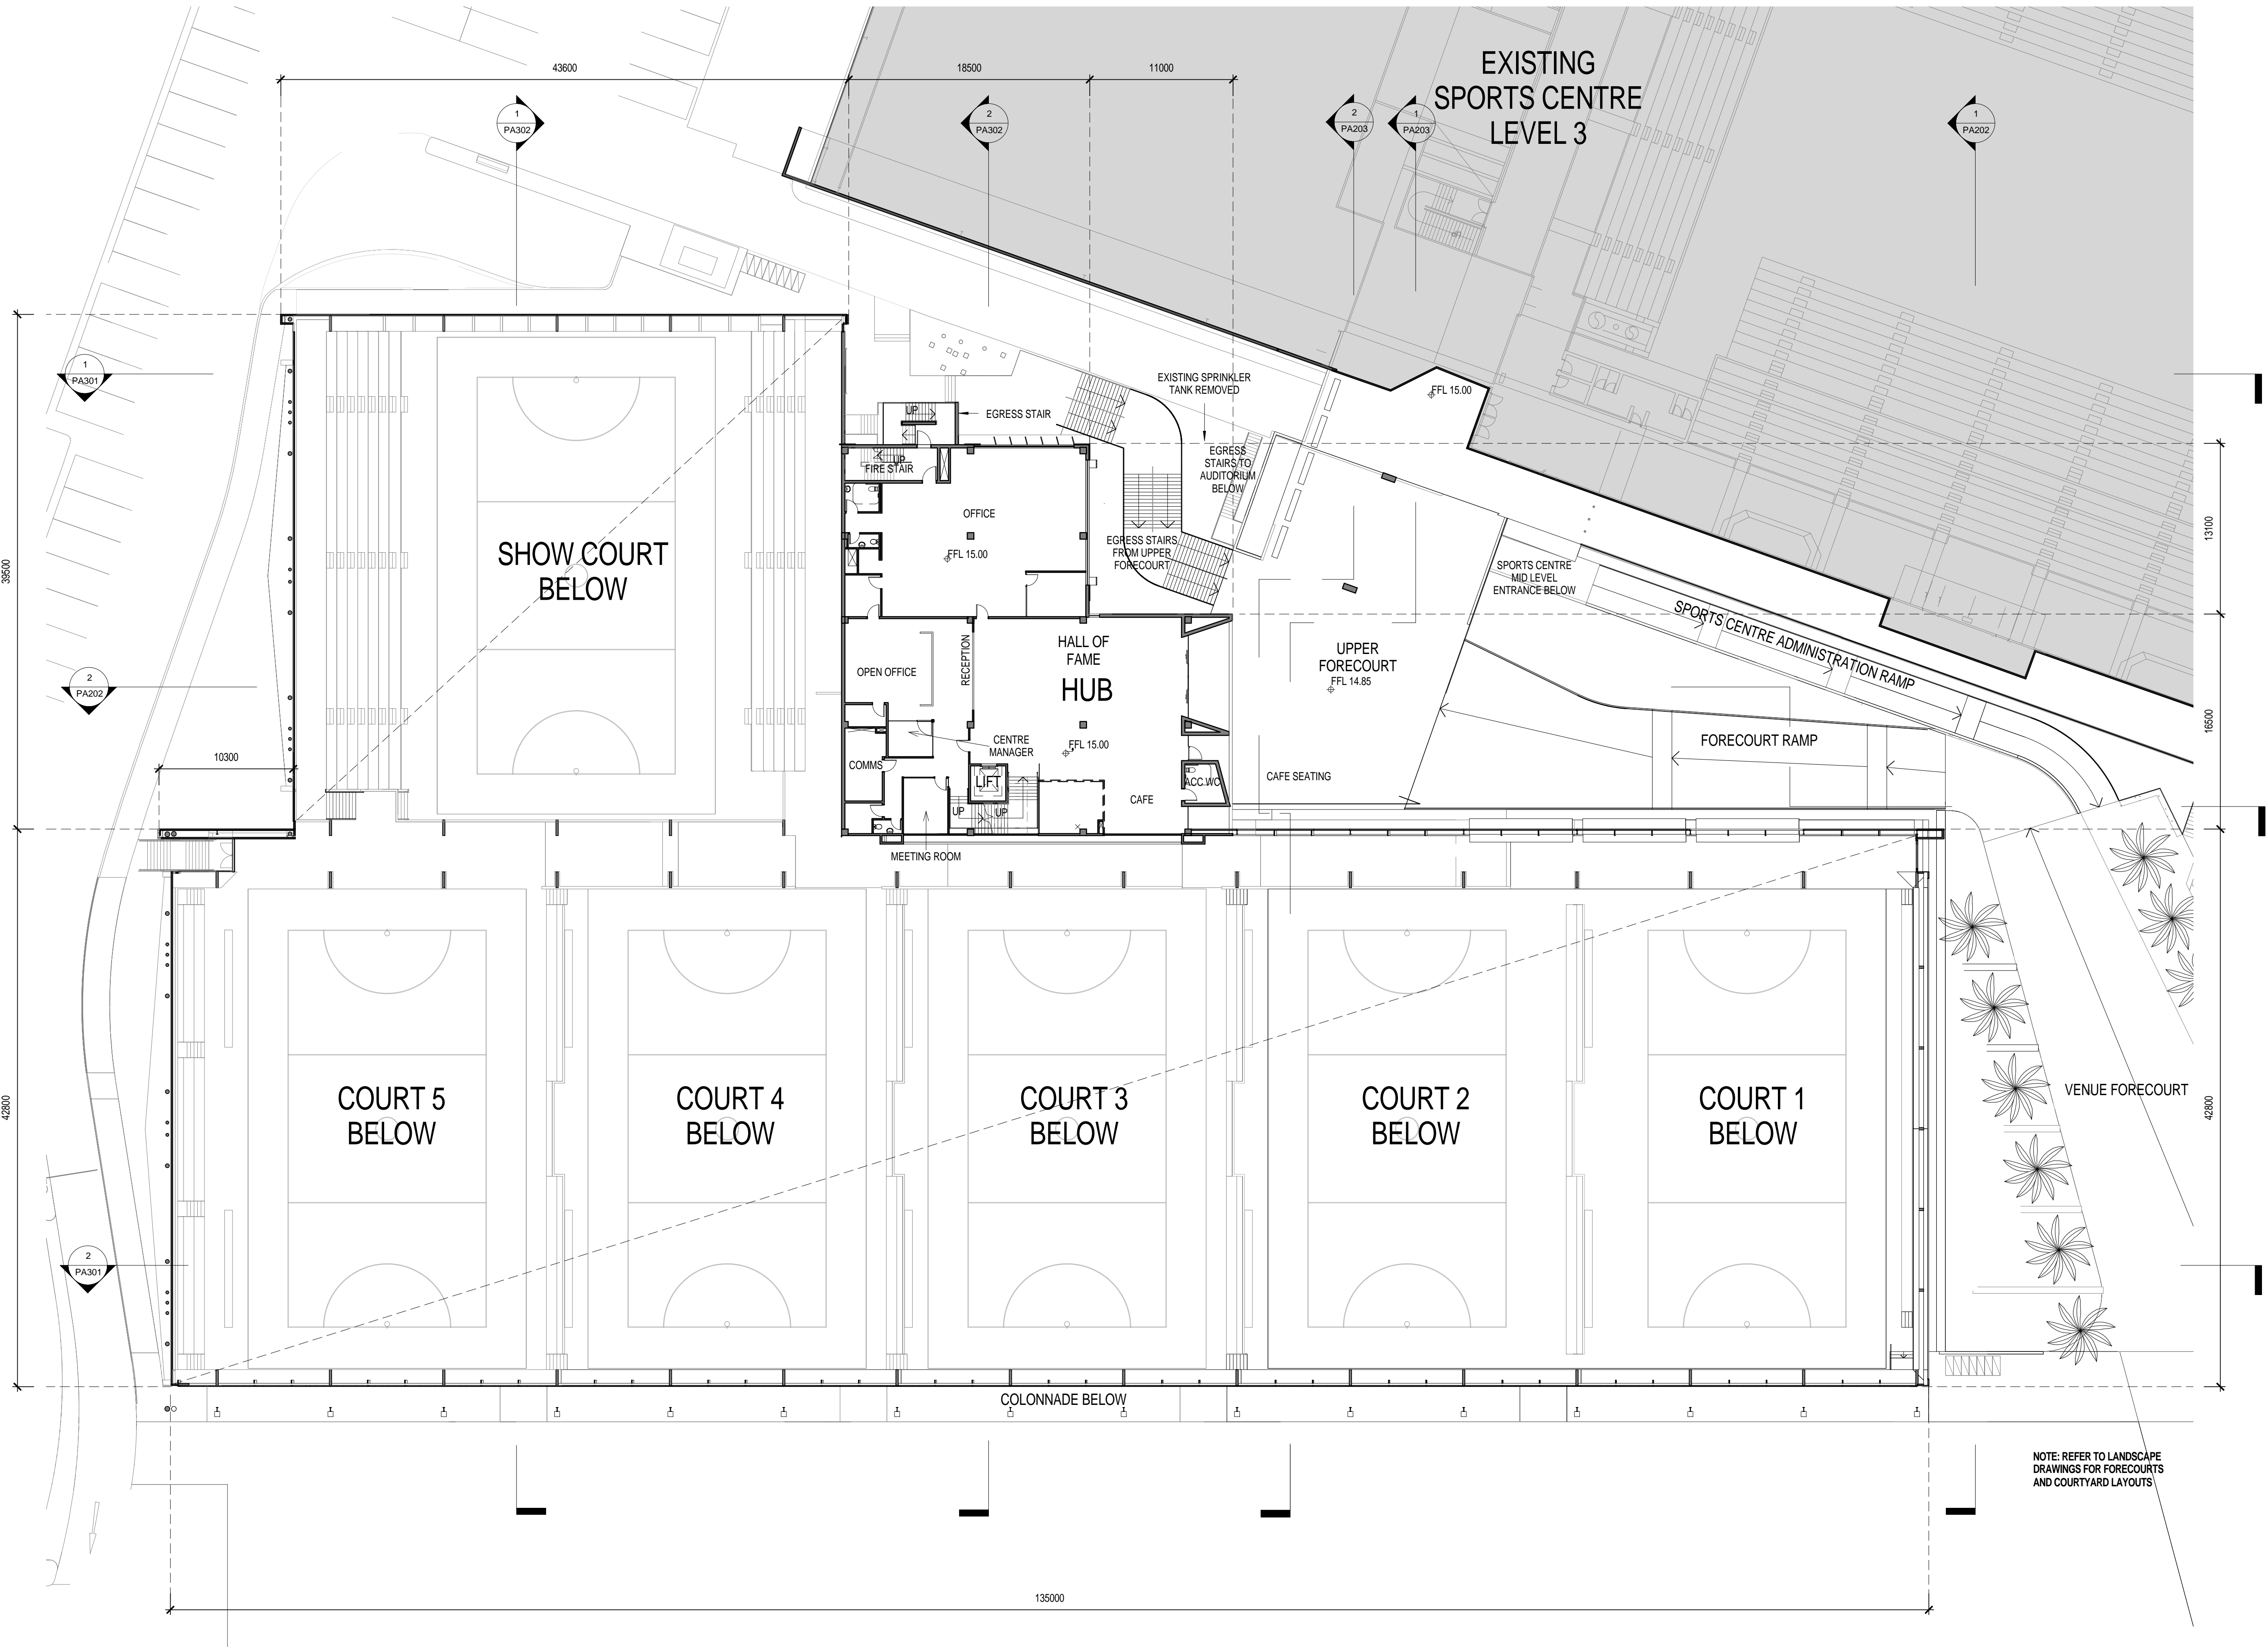 43600
18500
11000
EXISTING
SPORTS CENTRE
LEVEL 3
1
PA302
2
PA302
2
PA203
1
PA203
1
PA202
1
PA301
EXISTING SPRINKLER
TANK REMOVED
FFL 15.00
UP
EGRESS STAIR
UP
FIRE STAIR
EGRESS
STAIRS TO
AUDITORIUM
BELOW
OFFICE
FFL 15.00
EGRESS STAIRS
FROM UPPER
FORECOURT
13100
39500
SHOW COURT
BELOW
SPORTS CENTRE
MID LEVEL
ENTRANCE BELOW
SPORTS CENTRE ADMINISTRATION RAMP
HALL OF
FAME
HUB
RECEPTION
OPEN OFFICE
UPPER
FORECOURT
FFL 14.85
2
PA202
16500
FORECOURT RAMP
CENTRE
MANAGER
FFL 15.00
10300
COMMS
LIFT
ACC.WC
CAFE SEATING
CAFE
UP
UP
MEETING ROOM
COURT 5
BELOW
COURT 4
BELOW
COURT 3
BELOW
COURT 2
BELOW
COURT 1
BELOW
VENUE FORECOURT
42800
42800
2
PA301
COLONNADE BELOW
NOTE: REFER TO LANDSCAPE
DRAWINGS FOR FORECOURTS
AND COURTYARD LAYOUTS
135000